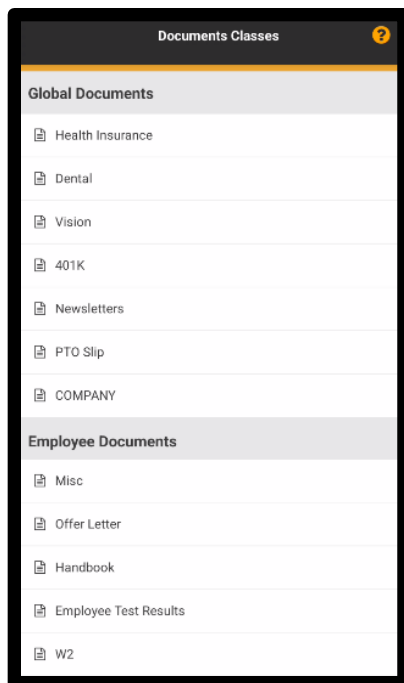 Documents Classes
?
Global Documents
Health Insurance
Dental
Vision
401K
Newsletters
PTO Slip
COMPANY
Employee Documents
Misc
Offer Letter
Handbook
Employee Test Results
W2